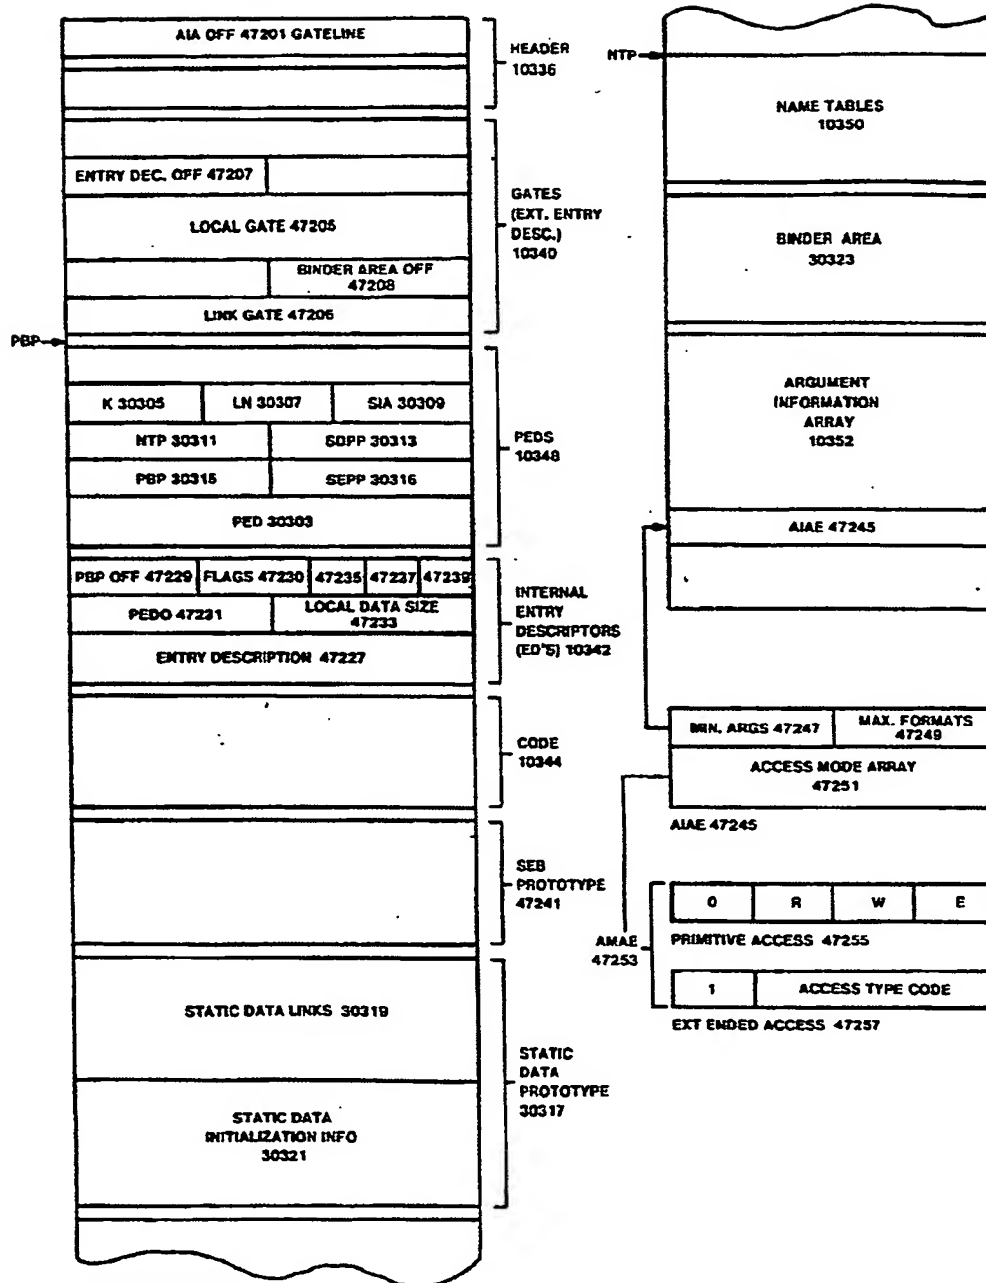 AIA OFF 47201 GATELINE
HEADER
10336
ENTRY DEC. OFF 47207
LOCAL GATE 47205
BINDER AREA OFF
47208
LINK GATE 47206
GATES
(EXT. ENTRY
DESC.)
10340
PBP
K 30305
LN 30307
SIA 30309
NTP 30311
SDPP 30313
PBP 30315
SEPP 30316
PED 30303
PEDS
10348
PBP OFF 47229
FLAGS 47230
47235
47237
47239
PEDO 47231
LOCAL DATA SIZE
47233
ENTRY DESCRIPTION 47227
INTERNAL
ENTRY
DESCRIPTORS
(ED'S) 10342
CODE
10344
SEB
PROTOTYPE
47241
STATIC DATA LINKS 30319
STATIC DATA
INITIALIZATION INFO
30321
STATIC
DATA
PROTOTYPE
30317
NTP
NAME TABLES
10350
BINDER AREA
30323
ARGUMENT
INFORMATION
ARRAY
10352
AIAE 47245
MIN. ARGS 47247
MAX. FORMATS
47249
ACCESS MODE ARRAY
47251
AIAE 47245
AMAE
47253
0 R W E
PRIMITIVE ACCESS 47255
1 ACCESS TYPE CODE
EXT ENDED ACCESS 47257